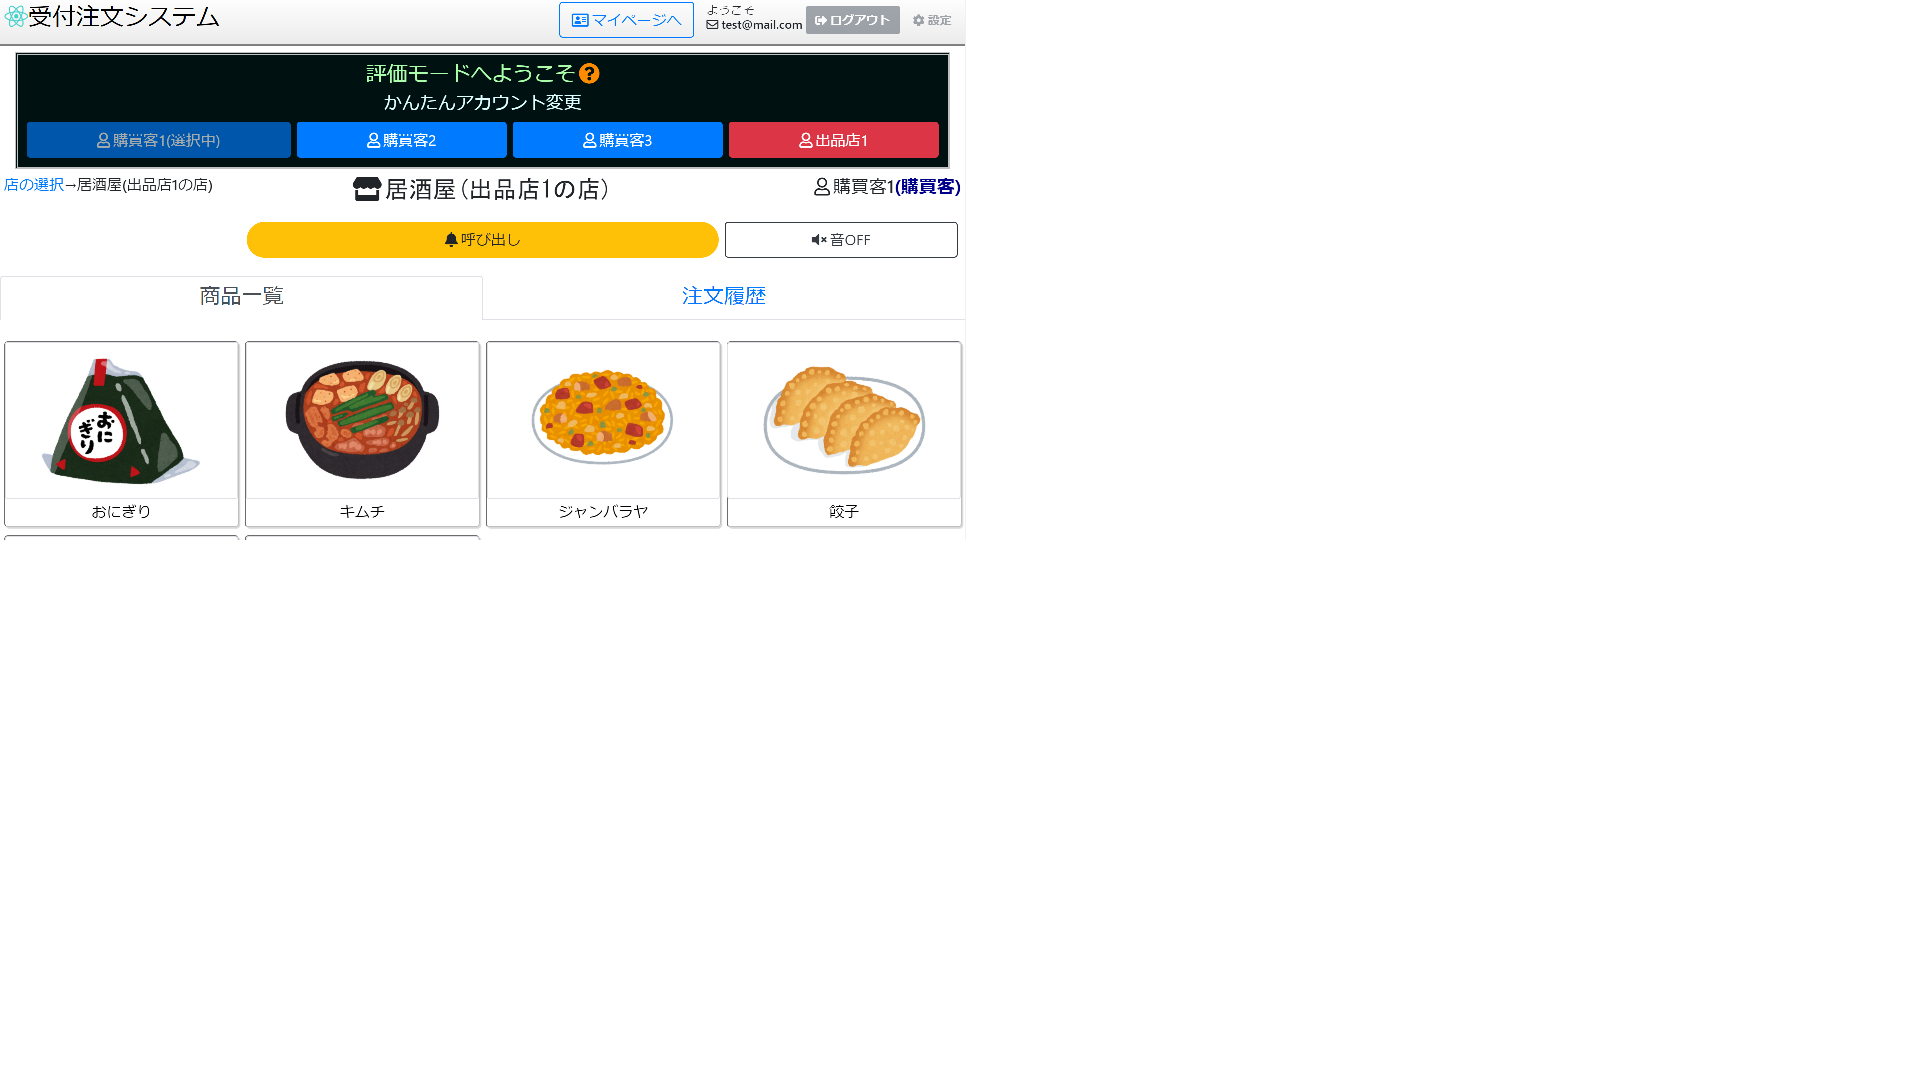 受付注文システム
マイページへ
ようこそ
test@mail.com
ログアウト
設定
評価モードへようこそ
かんたんアカウント変更
購買客1(選択中)
購買客2
購買客3
出品店1
店の選択→居酒屋(出品店1の店)
居酒屋(出品店1の店)
購買客1(購買客)
呼び出し
音OFF
商品一覧
注文履歴
おにぎり
おにぎり
キムチ
ジャンバラヤ
餃子